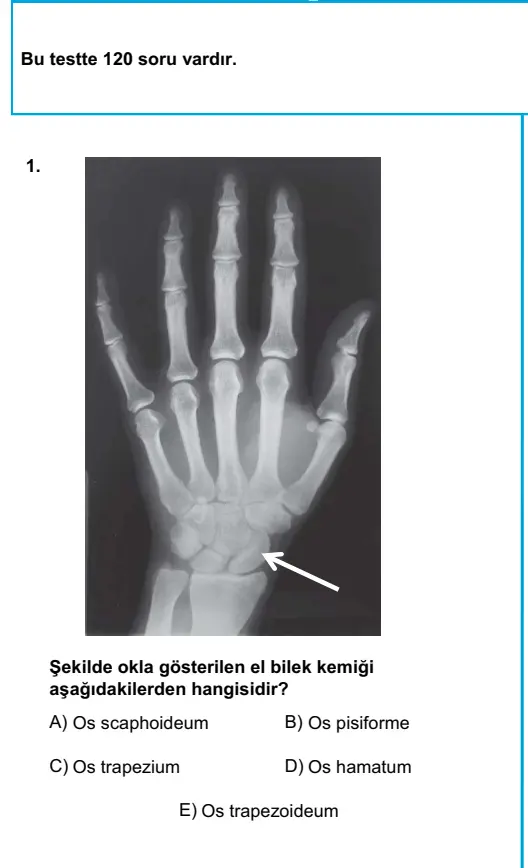 Bu testte 120 soru vardır.
1.
Şekilde okla gösterilen el bilek kemiği
aşağıdakilerden hangisidir?
A) Os scaphoideum B) Os pisiforme
C) Os trapezium D) Os hamatum
E) Os trapezoideum